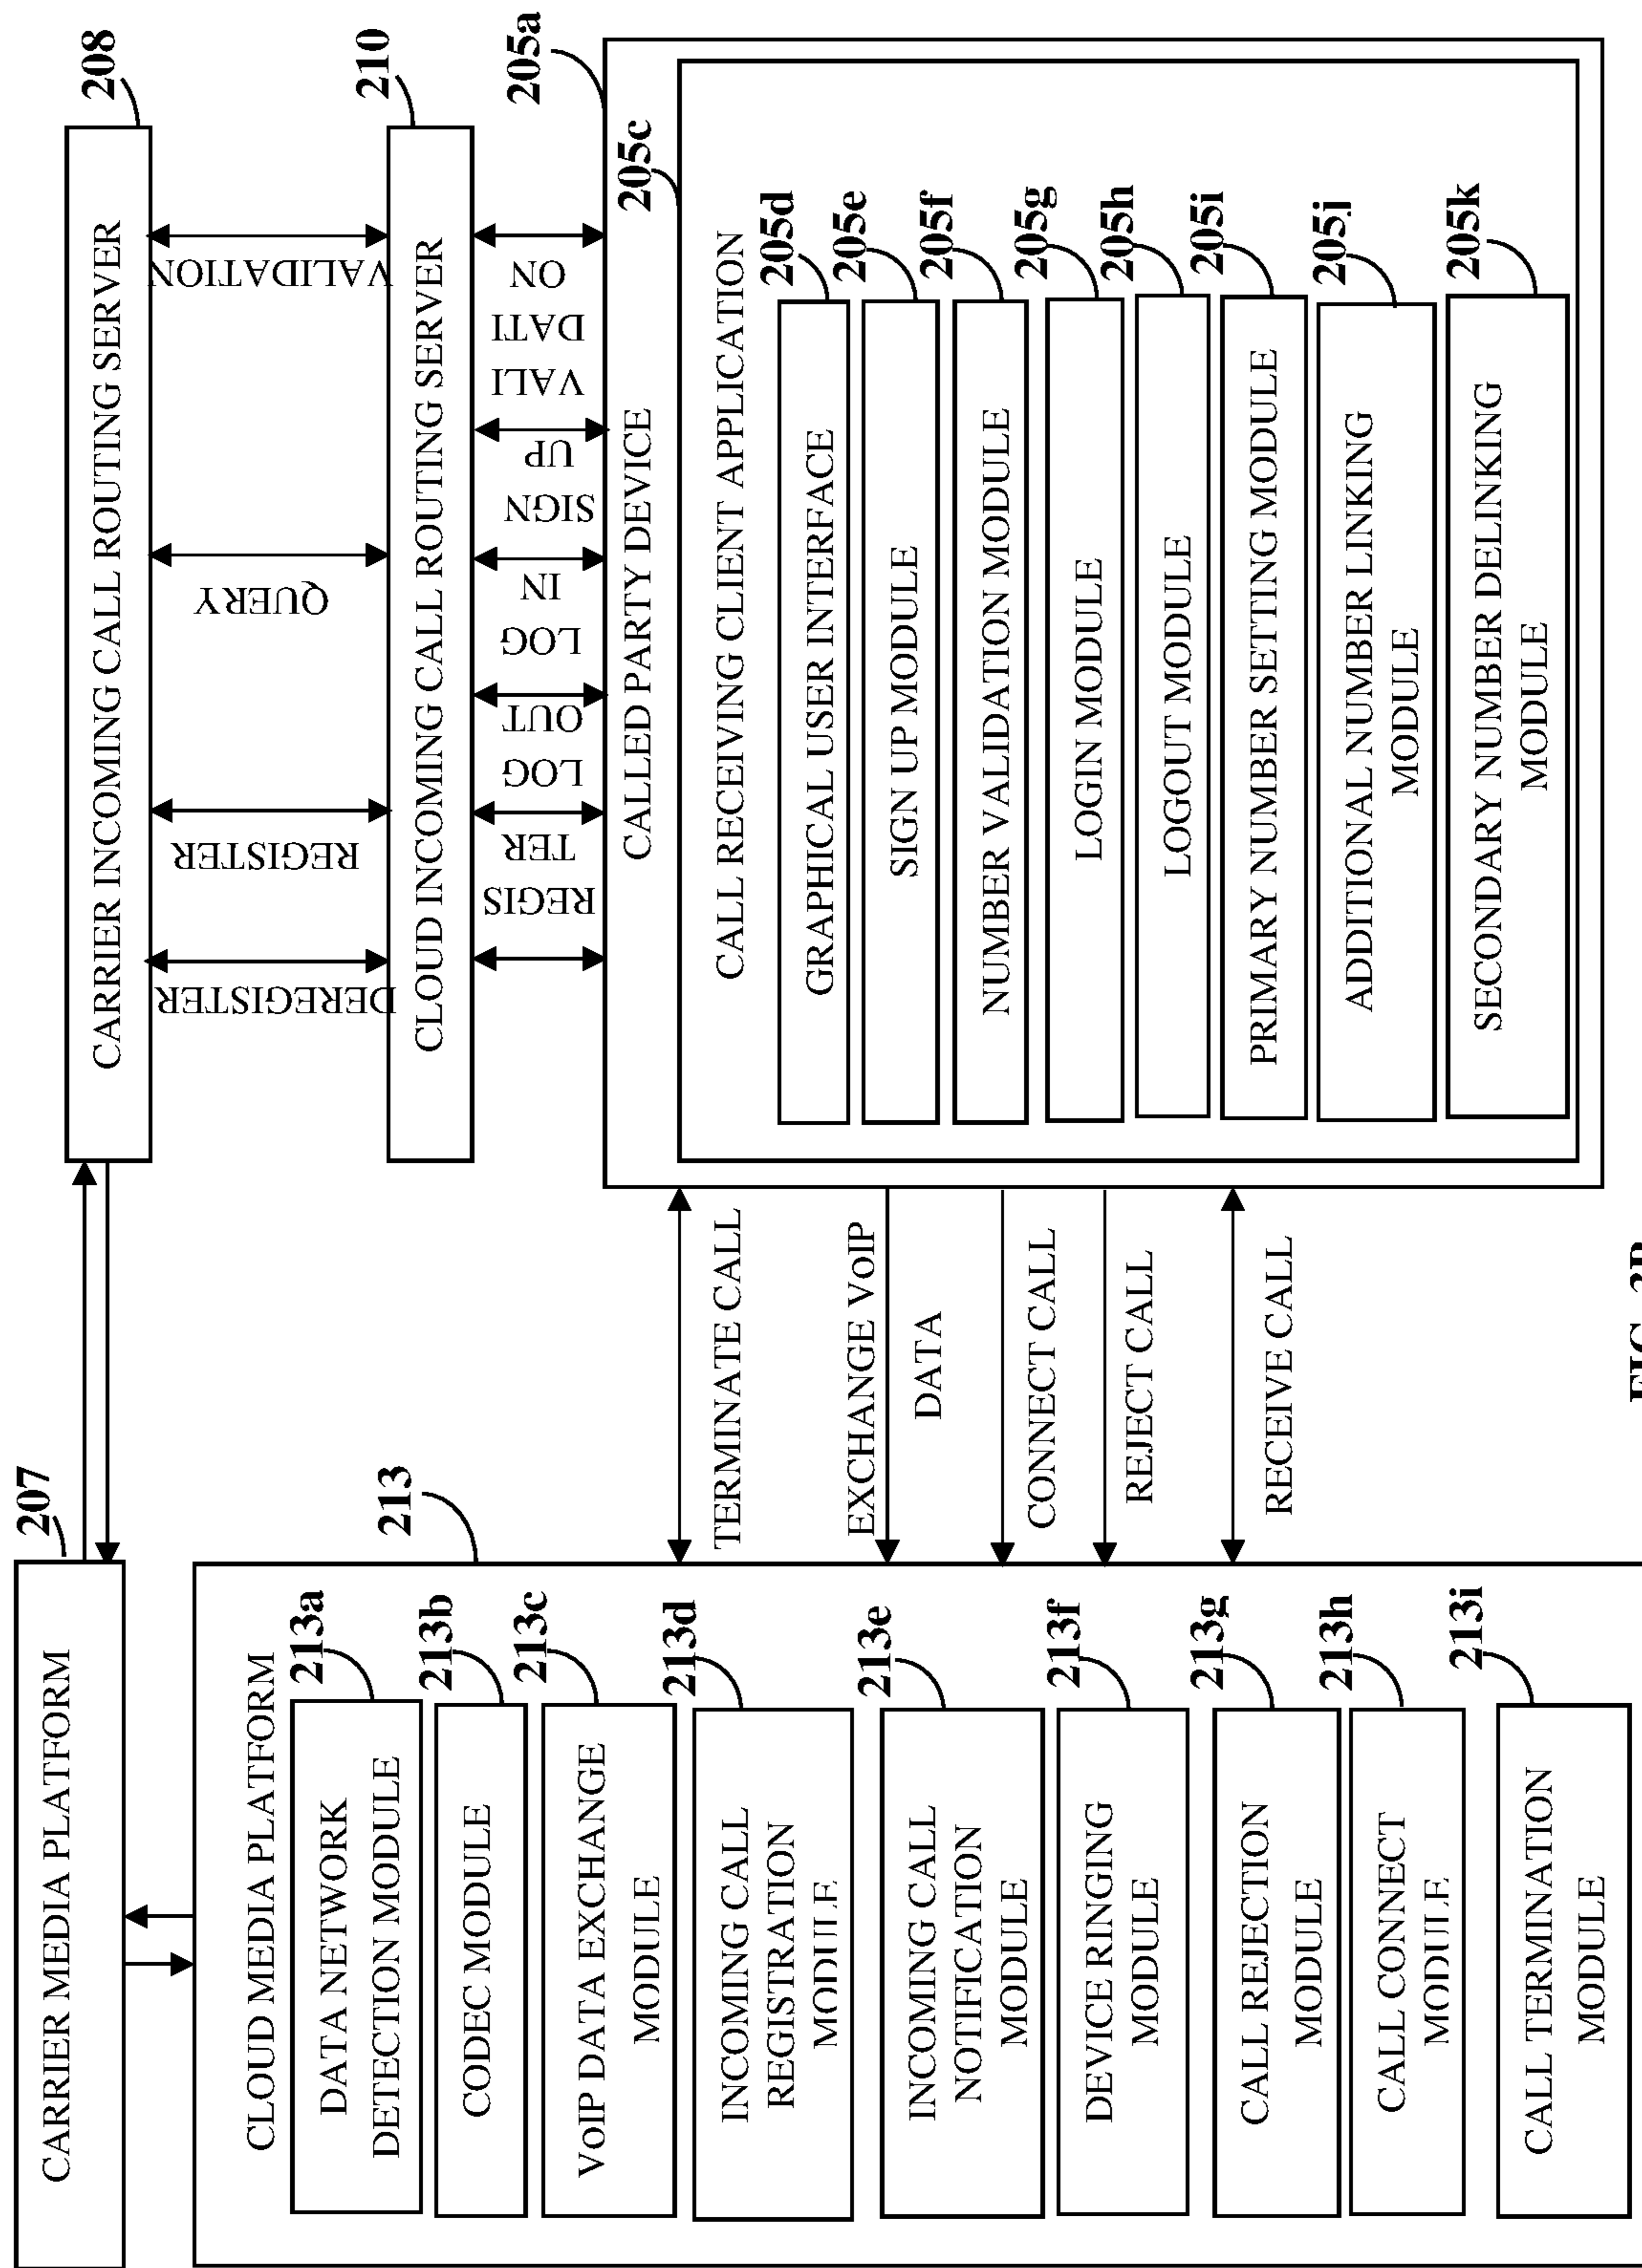 207
CARRIER MEDIA PLATFORM
213
CLOUD MEDIA PLATFORM
213a
DATA NETWORK
DETECTION MODULE
213b
CODEC MODULE
213c
VoIP DATA EXCHANGE
MODULE
213d
INCOMING CALL
REGISTRATION
MODULE
213e
INCOMING CALL
NOTIFICATION
MODULE
213f
DEVICE RINGING
MODULE
213g
CALL REJECTION
MODULE
213h
CALL CONNECT
MODULE
213i
CALL TERMINATION
MODULE
TERMINATE CALL
EXCHANGE VoIP
DATA
CONNECT CALL
REJECT CALL
RECEIVE CALL
208
CARRIER INCOMING CALL ROUTING SERVER
DEREGISTER
REGISTER
QUERY
VALIDATION
210
CLOUD INCOMING CALL ROUTING SERVER
REGIS
TER
LOG
OUT
LOG
IN
SIGN
UP
VALI
DATI
ON
205a
CALLED PARTY DEVICE
205c
CALL RECEIVING CLIENT APPLICATION
205d
GRAPHICAL USER INTERFACE
205e
SIGN UP MODULE
205f
NUMBER VALIDATION MODULE
205g
LOGIN MODULE
205h
LOGOUT MODULE
205i
PRIMARY NUMBER SETTING MODULE
205j
ADDITIONAL NUMBER LINKING
MODULE
205k
SECONDARY NUMBER DELINKING
MODULE